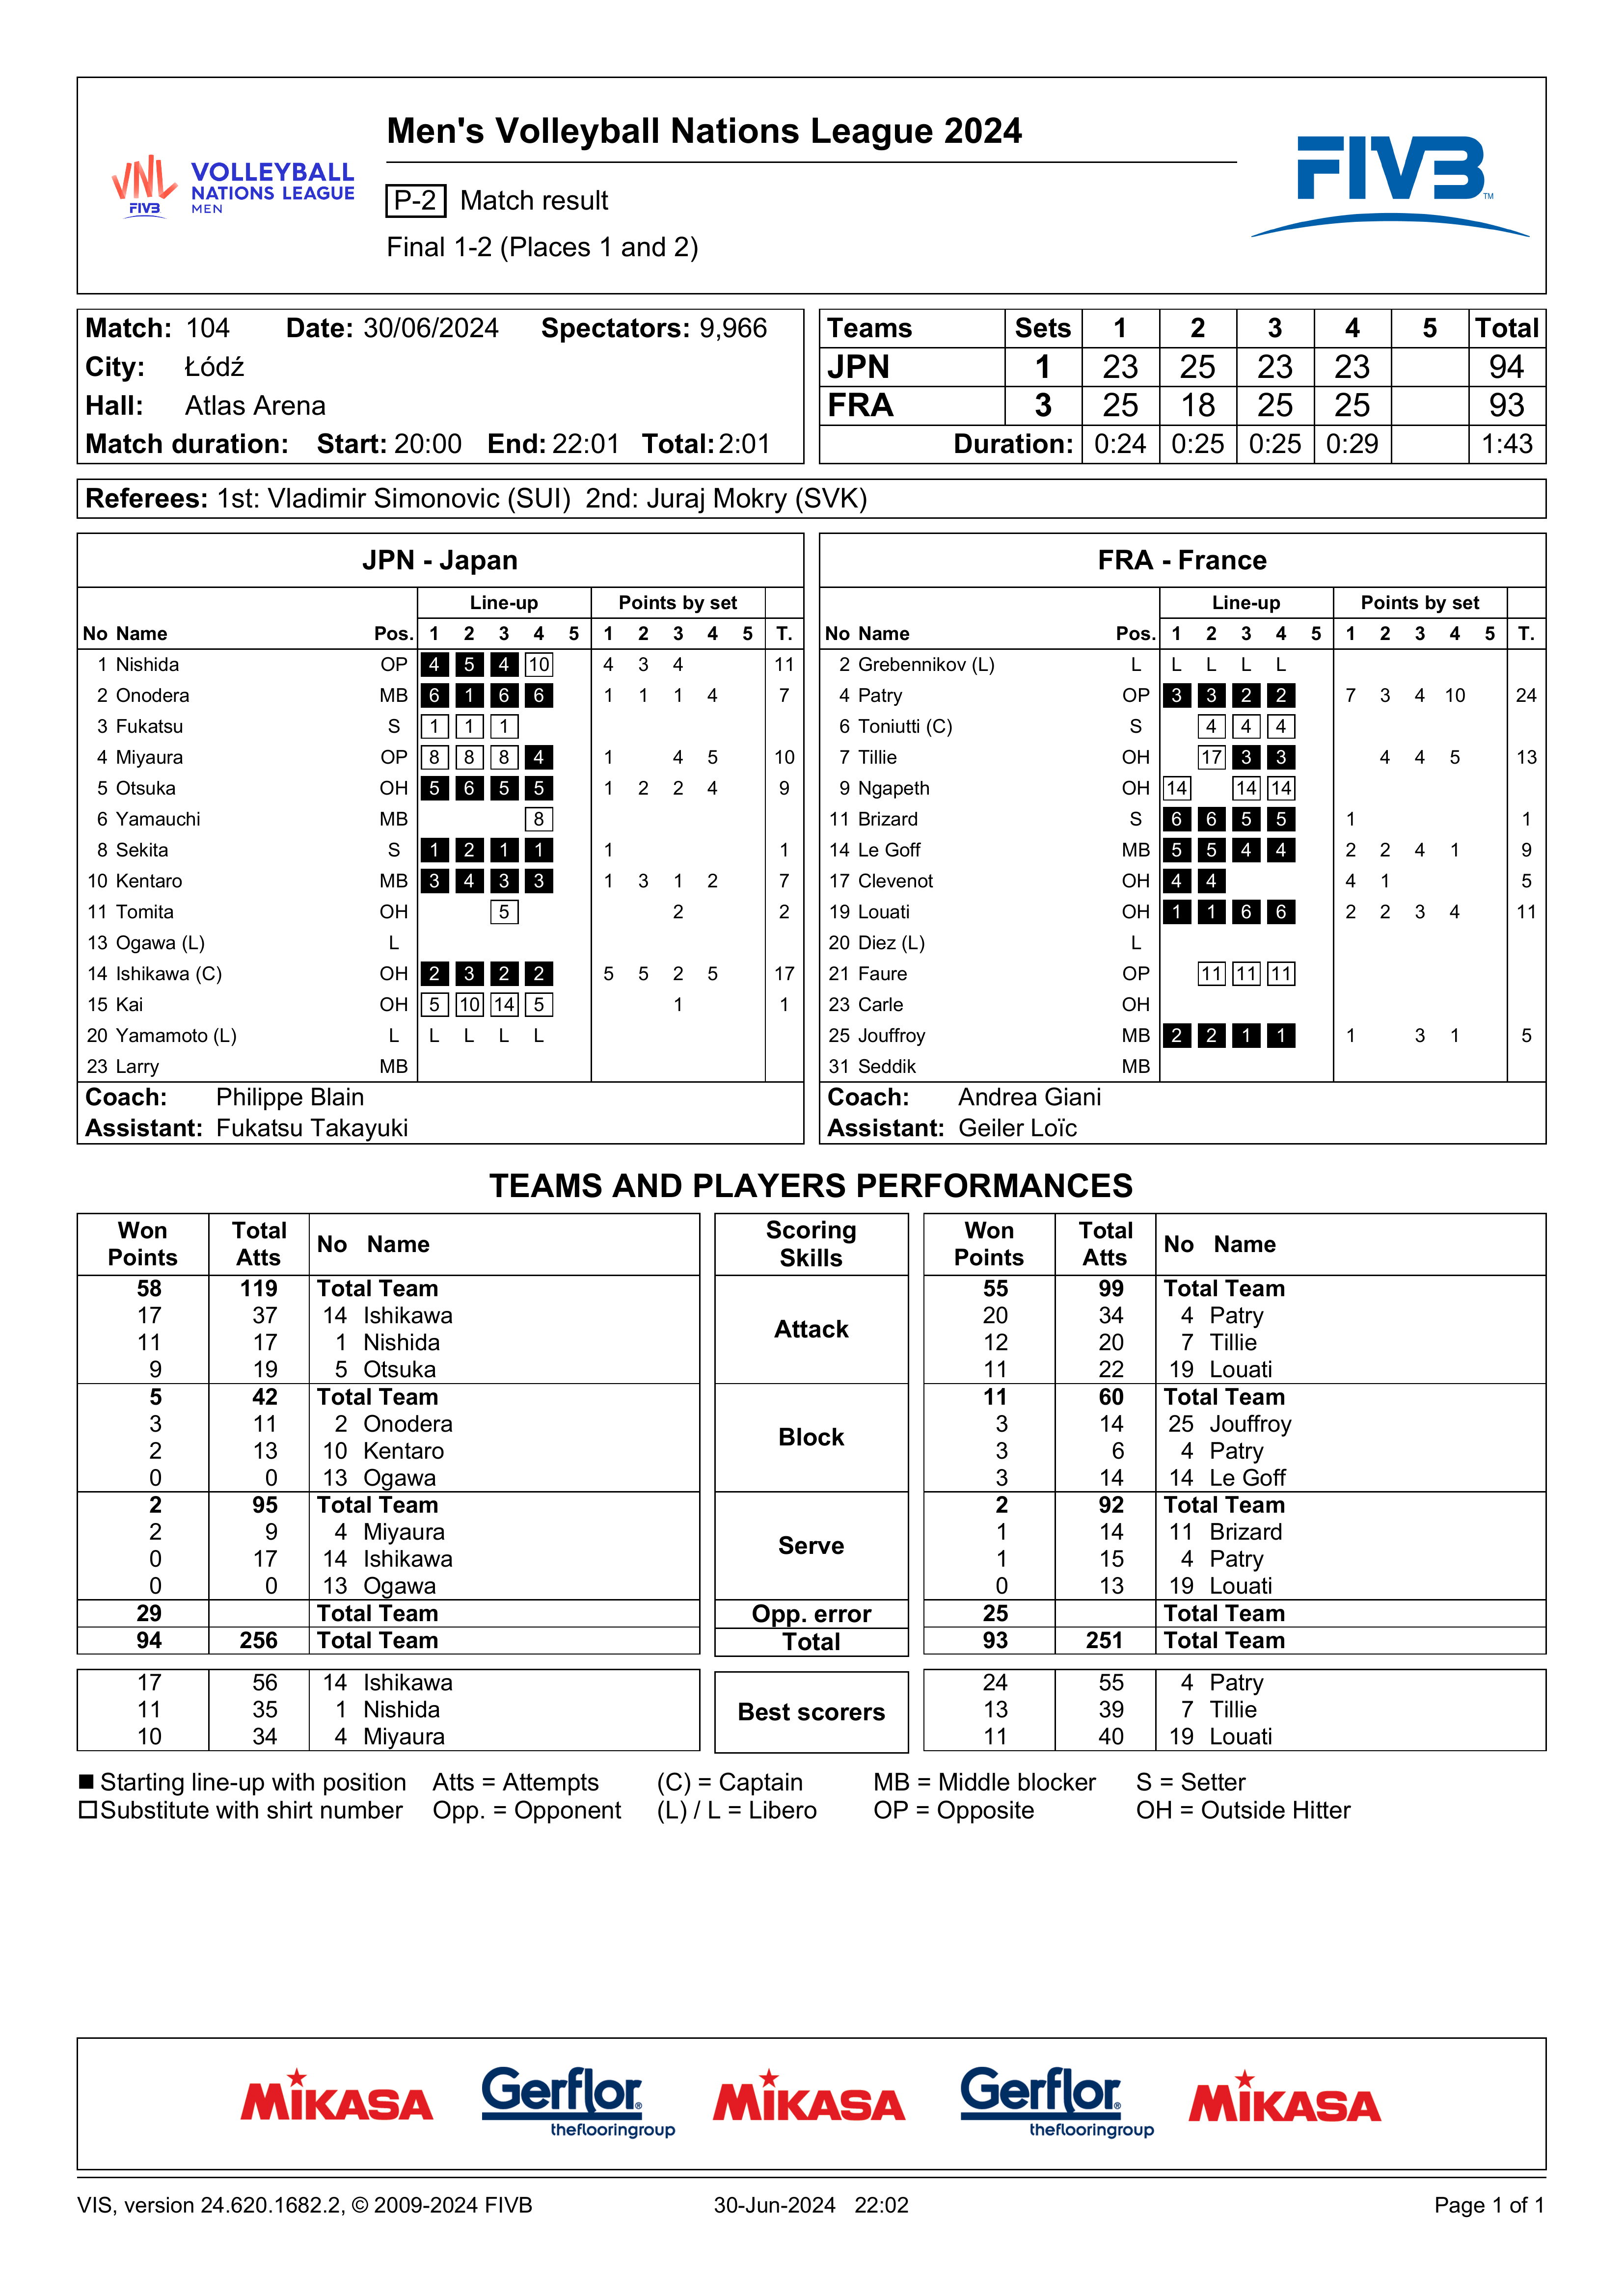 Men's Volleyball Nations League 2024
VNL FIVB VOLLEYBALL NATIONS LEAGUE MEN
P-2 Match result
Final 1-2 (Places 1 and 2)
FIVB TM
Match: 104 Date: 30/06/2024 Spectators: 9,966
City: Łódź
Hall: Atlas Arena
Match duration: Start: 20:00 End: 22:01 Total: 2:01
Teams Sets 1 2 3 4 5 Total
JPN 1 23 25 23 23 94
FRA 3 25 18 25 25 93
Duration: 0:24 0:25 0:25 0:29 1:43
Referees: 1st: Vladimir Simonovic (SUI) 2nd: Juraj Mokry (SVK)
JPN - Japan
Line-up Points by set
No Name Pos. 1 2 3 4 5 1 2 3 4 5 T.
1 Nishida OP 4 5 4 10 4 3 4 11
2 Onodera MB 6 1 6 6 1 1 1 4 7
3 Fukatsu S 1 1 1
4 Miyaura OP 8 8 8 4 1 4 5 10
5 Otsuka OH 5 6 5 5 1 2 2 4 9
6 Yamauchi MB 8
8 Sekita S 1 2 1 1 1 1
10 Kentaro MB 3 4 3 3 1 3 1 2 7
11 Tomita OH 5 2 2
13 Ogawa (L) L
14 Ishikawa (C) OH 2 3 2 2 5 5 2 5 17
15 Kai OH 5 10 14 5 1 1
20 Yamamoto (L) L L L L L
23 Larry MB
Coach: Philippe Blain
Assistant: Fukatsu Takayuki
FRA - France
Line-up Points by set
No Name Pos. 1 2 3 4 5 1 2 3 4 5 T.
2 Grebennikov (L) L L L L L
4 Patry OP 3 3 2 2 7 3 4 10 24
6 Toniutti (C) S 4 4 4
7 Tillie OH 17 3 3 4 4 5 13
9 Ngapeth OH 14 14 14
11 Brizard S 6 6 5 5 1 1
14 Le Goff MB 5 5 4 4 2 2 4 1 9
17 Clevenot OH 4 4 4 1 5
19 Louati OH 1 1 6 6 2 2 3 4 11
20 Diez (L) L
21 Faure OP 11 11 11
23 Carle OH
25 Jouffroy MB 2 2 1 1 1 3 1 5
31 Seddik MB
Coach: Andrea Giani
Assistant: Geiler Loïc
TEAMS AND PLAYERS PERFORMANCES
Won Points Total Atts No Name Scoring Skills Won Points Total Atts No Name
58 119 Total Team Attack 55 99 Total Team
17 37 14 Ishikawa 20 34 4 Patry
11 17 1 Nishida 12 20 7 Tillie
9 19 5 Otsuka 11 22 19 Louati
5 42 Total Team Block 11 60 Total Team
3 11 2 Onodera 3 14 25 Jouffroy
2 13 10 Kentaro 3 6 4 Patry
0 0 13 Ogawa 3 14 14 Le Goff
2 95 Total Team Serve 2 92 Total Team
2 9 4 Miyaura 1 14 11 Brizard
0 17 14 Ishikawa 1 15 4 Patry
0 0 13 Ogawa 0 13 19 Louati
29 Total Team Opp. error 25 Total Team
94 256 Total Team Total 93 251 Total Team
17 56 14 Ishikawa Best scorers 24 55 4 Patry
11 35 1 Nishida 13 39 7 Tillie
10 34 4 Miyaura 11 40 19 Louati
Starting line-up with position Atts = Attempts (C) = Captain MB = Middle blocker S = Setter
Substitute with shirt number Opp. = Opponent (L) / L = Libero OP = Opposite OH = Outside Hitter
MIKASA Gerflor® theflooringgroup MIKASA Gerflor® theflooringgroup MIKASA
VIS, version 24.620.1682.2, © 2009-2024 FIVB 30-Jun-2024 22:02 Page 1 of 1